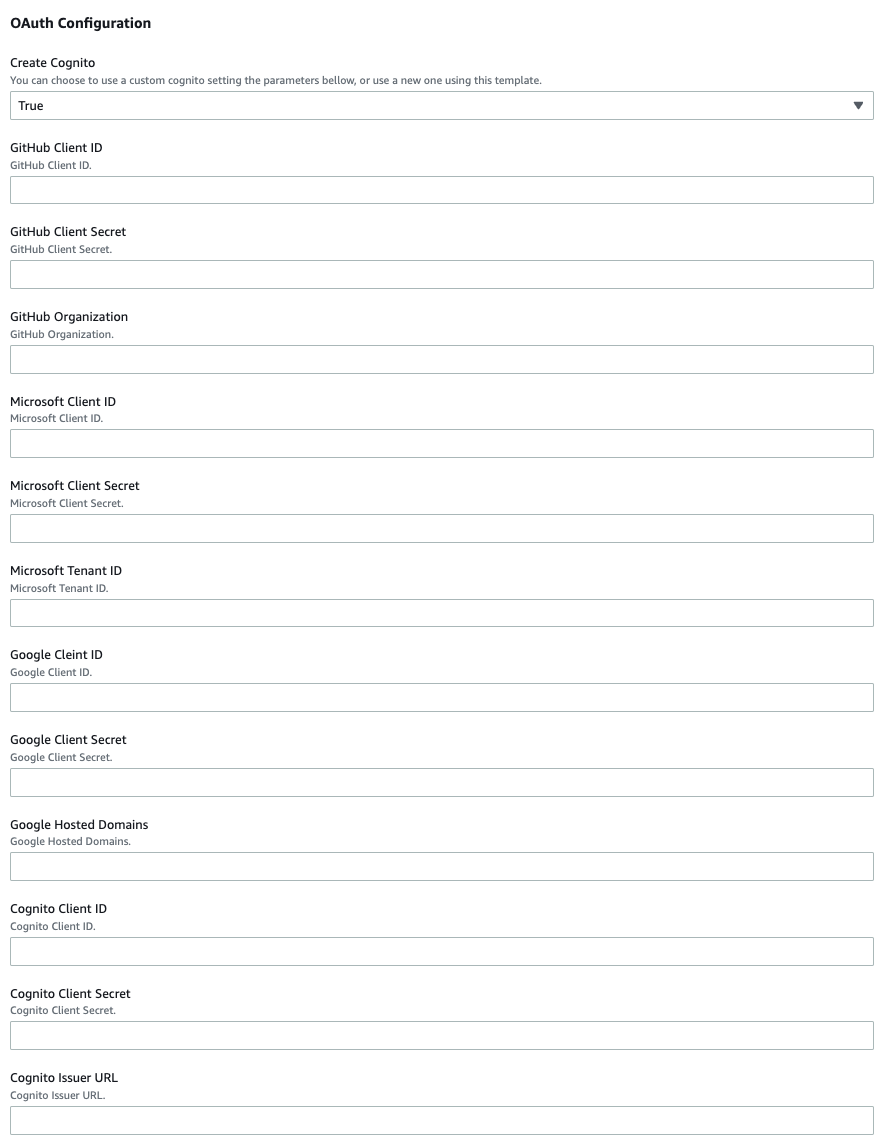 OAuth Configuration
Create Cognito
You can choose to use a custom cognito setting the parameters bellow, or use a new one using this template.
True
GitHub Client ID
GitHub Client ID.
GitHub Client Secret
GitHub Client Secret.
GitHub Organization
GitHub Organization.
Microsoft Client ID
Microsoft Client ID.
Microsoft Client Secret
Microsoft Client Secret.
Microsoft Tenant ID
Microsoft Tenant ID.
Google Cleint ID
Google Client ID.
Google Client Secret
Google Client Secret.
Google Hosted Domains
Google Hosted Domains.
Cognito Client ID
Cognito Client ID.
Cognito Client Secret
Cognito Client Secret.
Cognito Issuer URL
Cognito Issuer URL.